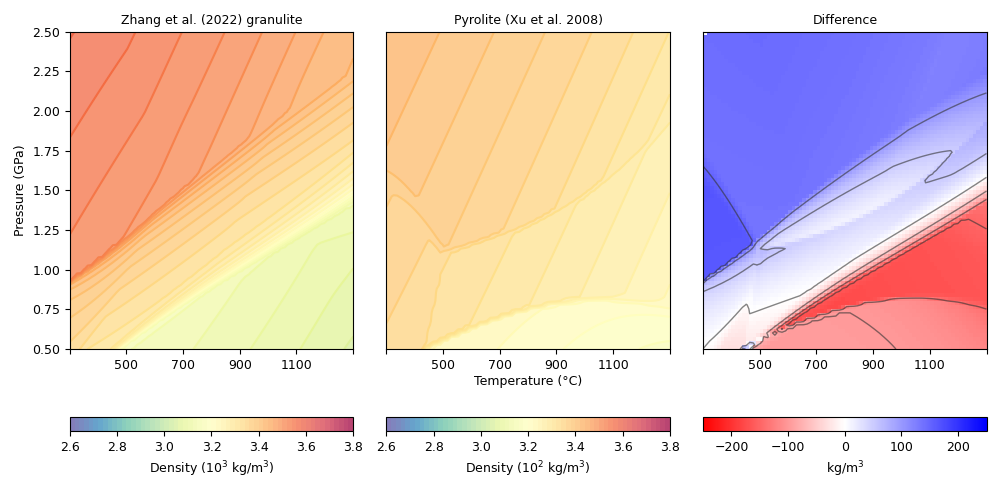 Zhang et al. (2022) granulite
Pyrolite (Xu et al. 2008)
Difference
2.50
2.25
2.00
1.75
1.50
1.25
1.00
0.75
0.50
Pressure (GPa)
500 700 900 1100
500 700 900 1100
500 700 900 1100
Temperature (°C)
2.6 2.8 3.0 3.2 3.4 3.6 3.8
2.6 2.8 3.0 3.2 3.4 3.6 3.8
−200 −100 0 100 200
Density (10³ kg/m³)
Density (10² kg/m³)
kg/m³